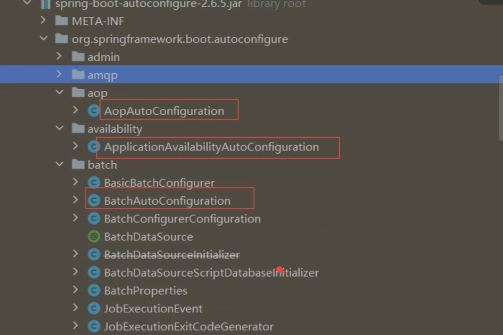 spring-boot-autoconfigure-2.6.5.jar library root
META-INF
org.springframework.boot.autoconfigure
admin
amqp
aop
AopAutoConfiguration
availability
ApplicationAvailabilityAutoConfiguration
batch
BasicBatchConfigurer
BatchAutoConfiguration
BatchConfigurerConfiguration
BatchDataSource
BatchDataSourceInitializer
BatchDataSourceScriptDatabaseInitializer
BatchProperties
JobExecutionEvent
JobExecutionExitCodeGenerator